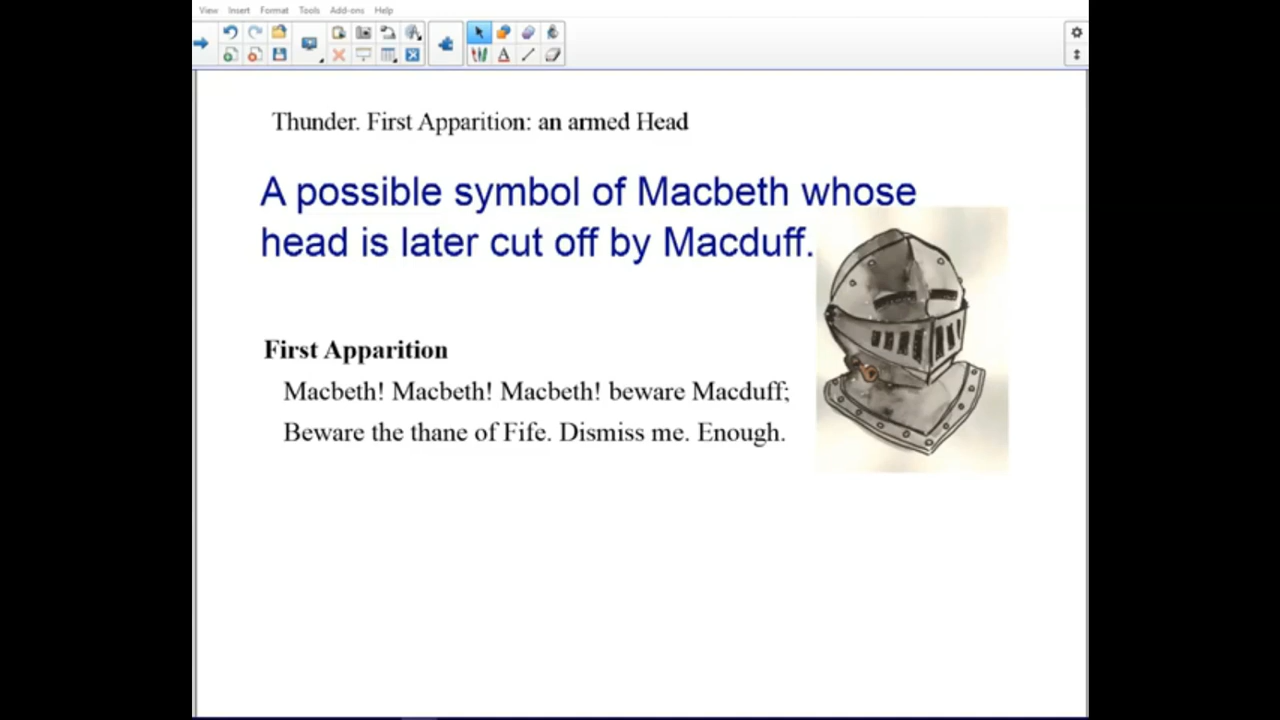 View Insert Format Tools Add-ons Help
Thunder. First Apparition: an armed Head
A possible symbol of Macbeth whose
head is later cut off by Macduff.
First Apparition
Macbeth! Macbeth! Macbeth! beware Macduff;
Beware the thane of Fife. Dismiss me. Enough.